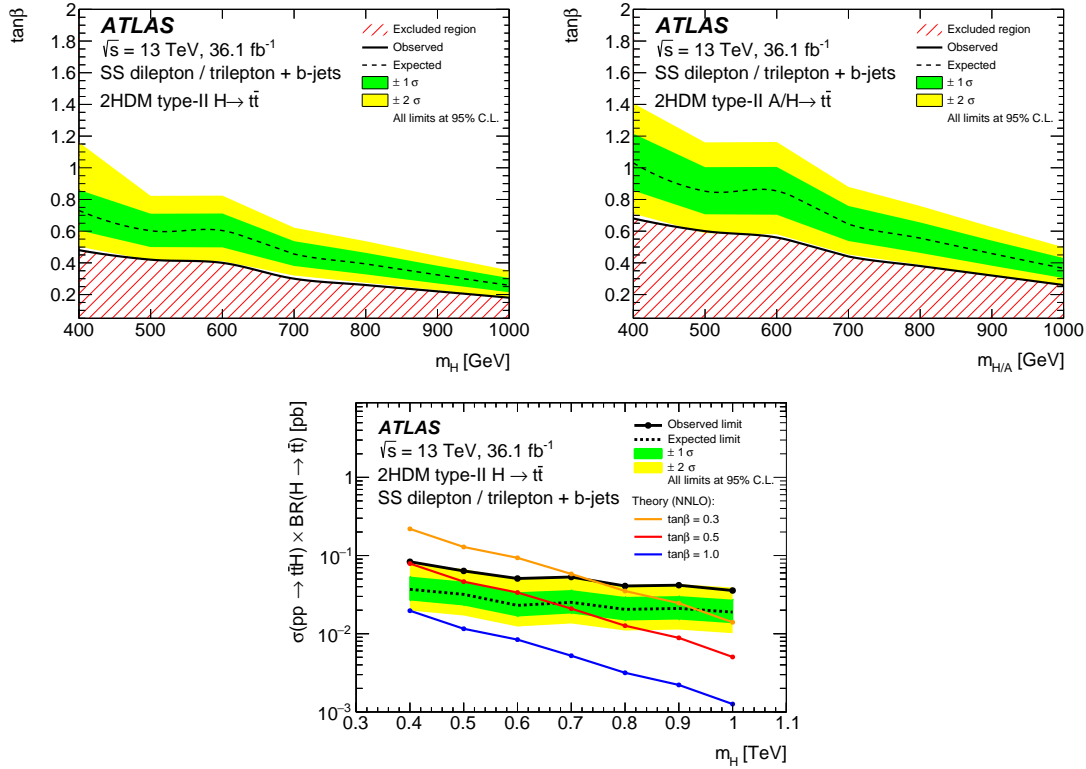 ATLAS
√s = 13 TeV, 36.1 fb⁻¹
SS dilepton / trilepton + b-jets
2HDM type-II H→ tt̄
Excluded region
Observed
Expected
± 1 σ
± 2 σ
All limits at 95% C.L.
tanβ
2
1.8
1.6
1.4
1.2
1
0.8
0.6
0.4
0.2
400 500 600 700 800 900 1000
m_H [GeV]
ATLAS
√s = 13 TeV, 36.1 fb⁻¹
SS dilepton / trilepton + b-jets
2HDM type-II A/H→ tt̄
Excluded region
Observed
Expected
± 1 σ
± 2 σ
All limits at 95% C.L.
tanβ
2
1.8
1.6
1.4
1.2
1
0.8
0.6
0.4
0.2
400 500 600 700 800 900 1000
m_H/A [GeV]
ATLAS
√s = 13 TeV, 36.1 fb⁻¹
2HDM type-II H → tt̄
SS dilepton / trilepton + b-jets
Observed limit
Expected limit
± 1 σ
± 2 σ
All limits at 95% C.L.
Theory (NNLO):
tanβ = 0.3
tanβ = 0.5
tanβ = 1.0
σ(pp → tt̄H) × BR(H → tt̄) [pb]
1
10⁻¹
10⁻²
10⁻³
0.3 0.4 0.5 0.6 0.7 0.8 0.9 1 1.1
m_H [TeV]